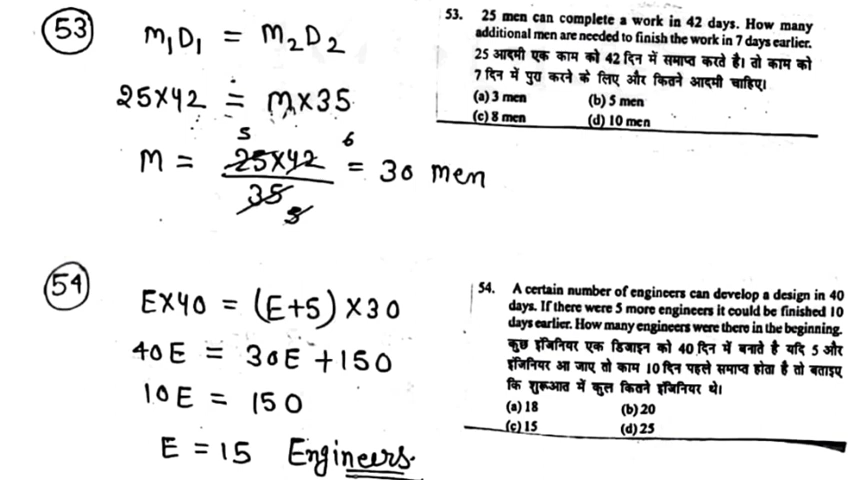 53
M₁D₁ = M₂D₂
25×42 = M×35
M = 25×42 / 35 = 30 men
5 6
5
53. 25 men can complete a work in 42 days. How many
additional men are needed to finish the work in 7 days earlier.
25 आदमी एक काम को 42 दिन में समाप्त करते है। तो काम को
7 दिन में पुरा करने के लिए और कितने आदमी चाहिए।
(a) 3 men (b) 5 men
(c) 8 men (d) 10 men
54
E×40 = (E+5)×30
40E = 30E +150
10E = 150
E = 15 Engineers.
54. A certain number of engineers can develop a design in 40
days. If there were 5 more engineers it could be finished 10
days earlier. How many engineers were there in the beginning.
कुछ इंजिनियर एक डिजाइन को 40 दिन में बनाते है यदि 5 और
इंजिनियर आ जाए तो काम 10 दिन पहले समाप्त होता है तो बताइए
कि शुरूआत में कुल कितने इंजिनियर थे।
(a) 18 (b) 20
(c) 15 (d) 25